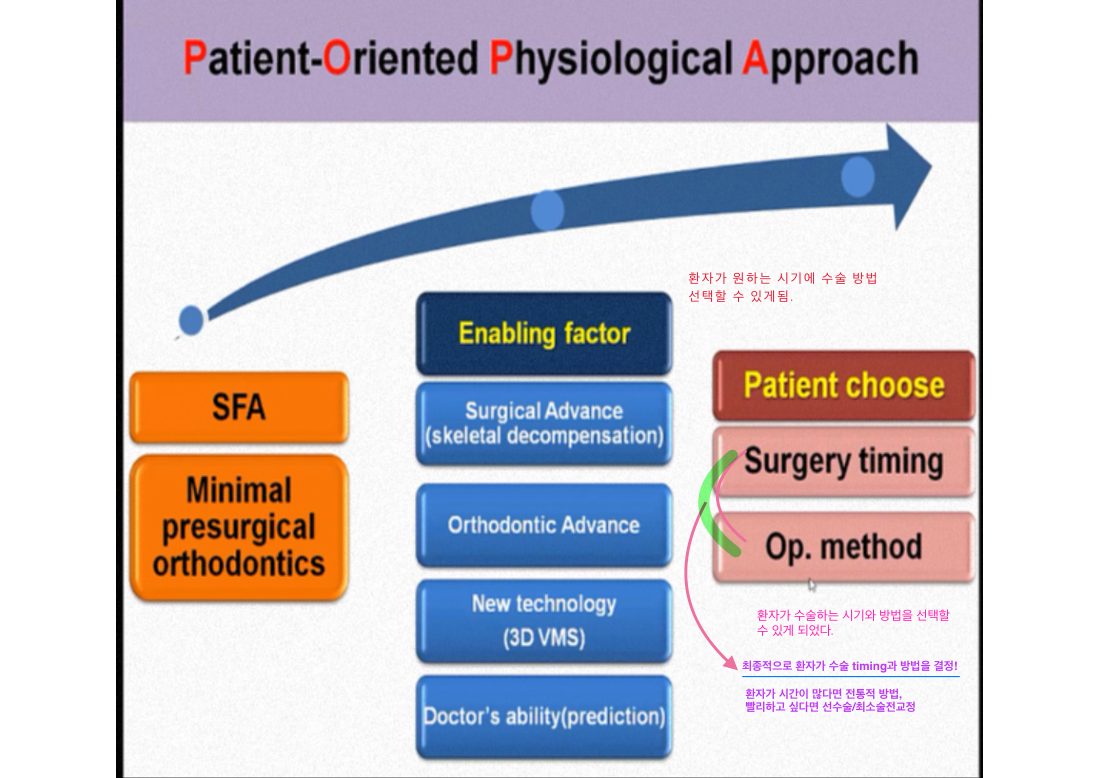 Patient-Oriented Physiological Approach
환자가 원하는 시기에 수술 방법
선택할 수 있게됨.
SFA
Minimal
presurgical
orthodontics
Enabling factor
Surgical Advance
(skeletal decompensation)
Orthodontic Advance
New technology
(3D VMS)
Doctor's ability(prediction)
Patient choose
Surgery timing
Op. method
환자가 수술하는 시기와 방법을 선택할
수 있게 되었다.
최종적으로 환자가 수술 timing과 방법을 결정!
환자가 시간이 많다면 전통적 방법,
빨리하고 싶다면 선수술/최소술전교정